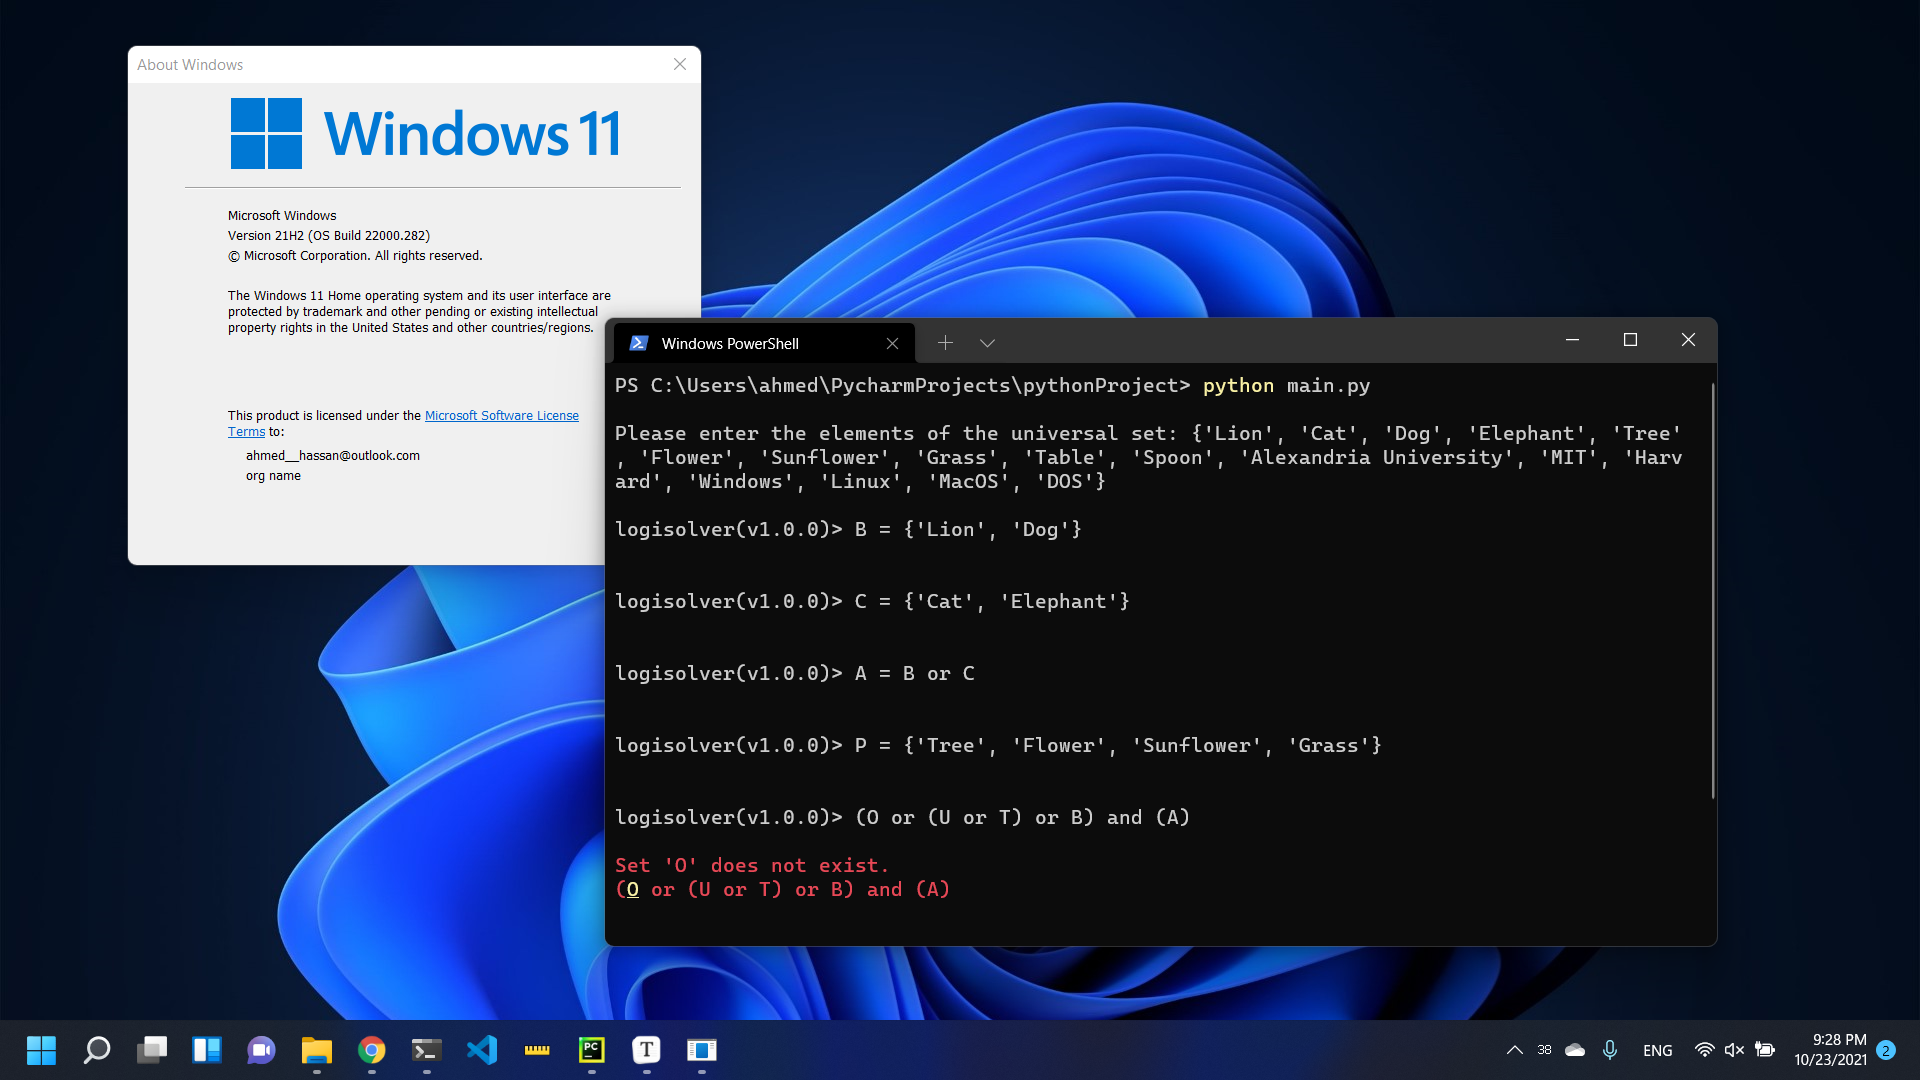 About Windows
Windows 11
Microsoft Windows
Version 21H2 (OS Build 22000.282)
© Microsoft Corporation. All rights reserved.
The Windows 11 Home operating system and its user interface are
protected by trademark and other pending or existing intellectual
property rights in the United States and other countries/regions.
This product is licensed under the Microsoft Software License
Terms to:
ahmed__hassan@outlook.com
org name
Windows PowerShell
PS C:\Users\ahmed\PycharmProjects\pythonProject> python main.py
Please enter the elements of the universal set: {'Lion', 'Cat', 'Dog', 'Elephant', 'Tree'
, 'Flower', 'Sunflower', 'Grass', 'Table', 'Spoon', 'Alexandria University', 'MIT', 'Harv
ard', 'Windows', 'Linux', 'MacOS', 'DOS'}
logisolver(v1.0.0)> B = {'Lion', 'Dog'}
logisolver(v1.0.0)> C = {'Cat', 'Elephant'}
logisolver(v1.0.0)> A = B or C
logisolver(v1.0.0)> P = {'Tree', 'Flower', 'Sunflower', 'Grass'}
logisolver(v1.0.0)> (O or (U or T) or B) and (A)
Set 'O' does not exist.
(O or (U or T) or B) and (A)
PC
T
38
ENG
9:28 PM
10/23/2021
2